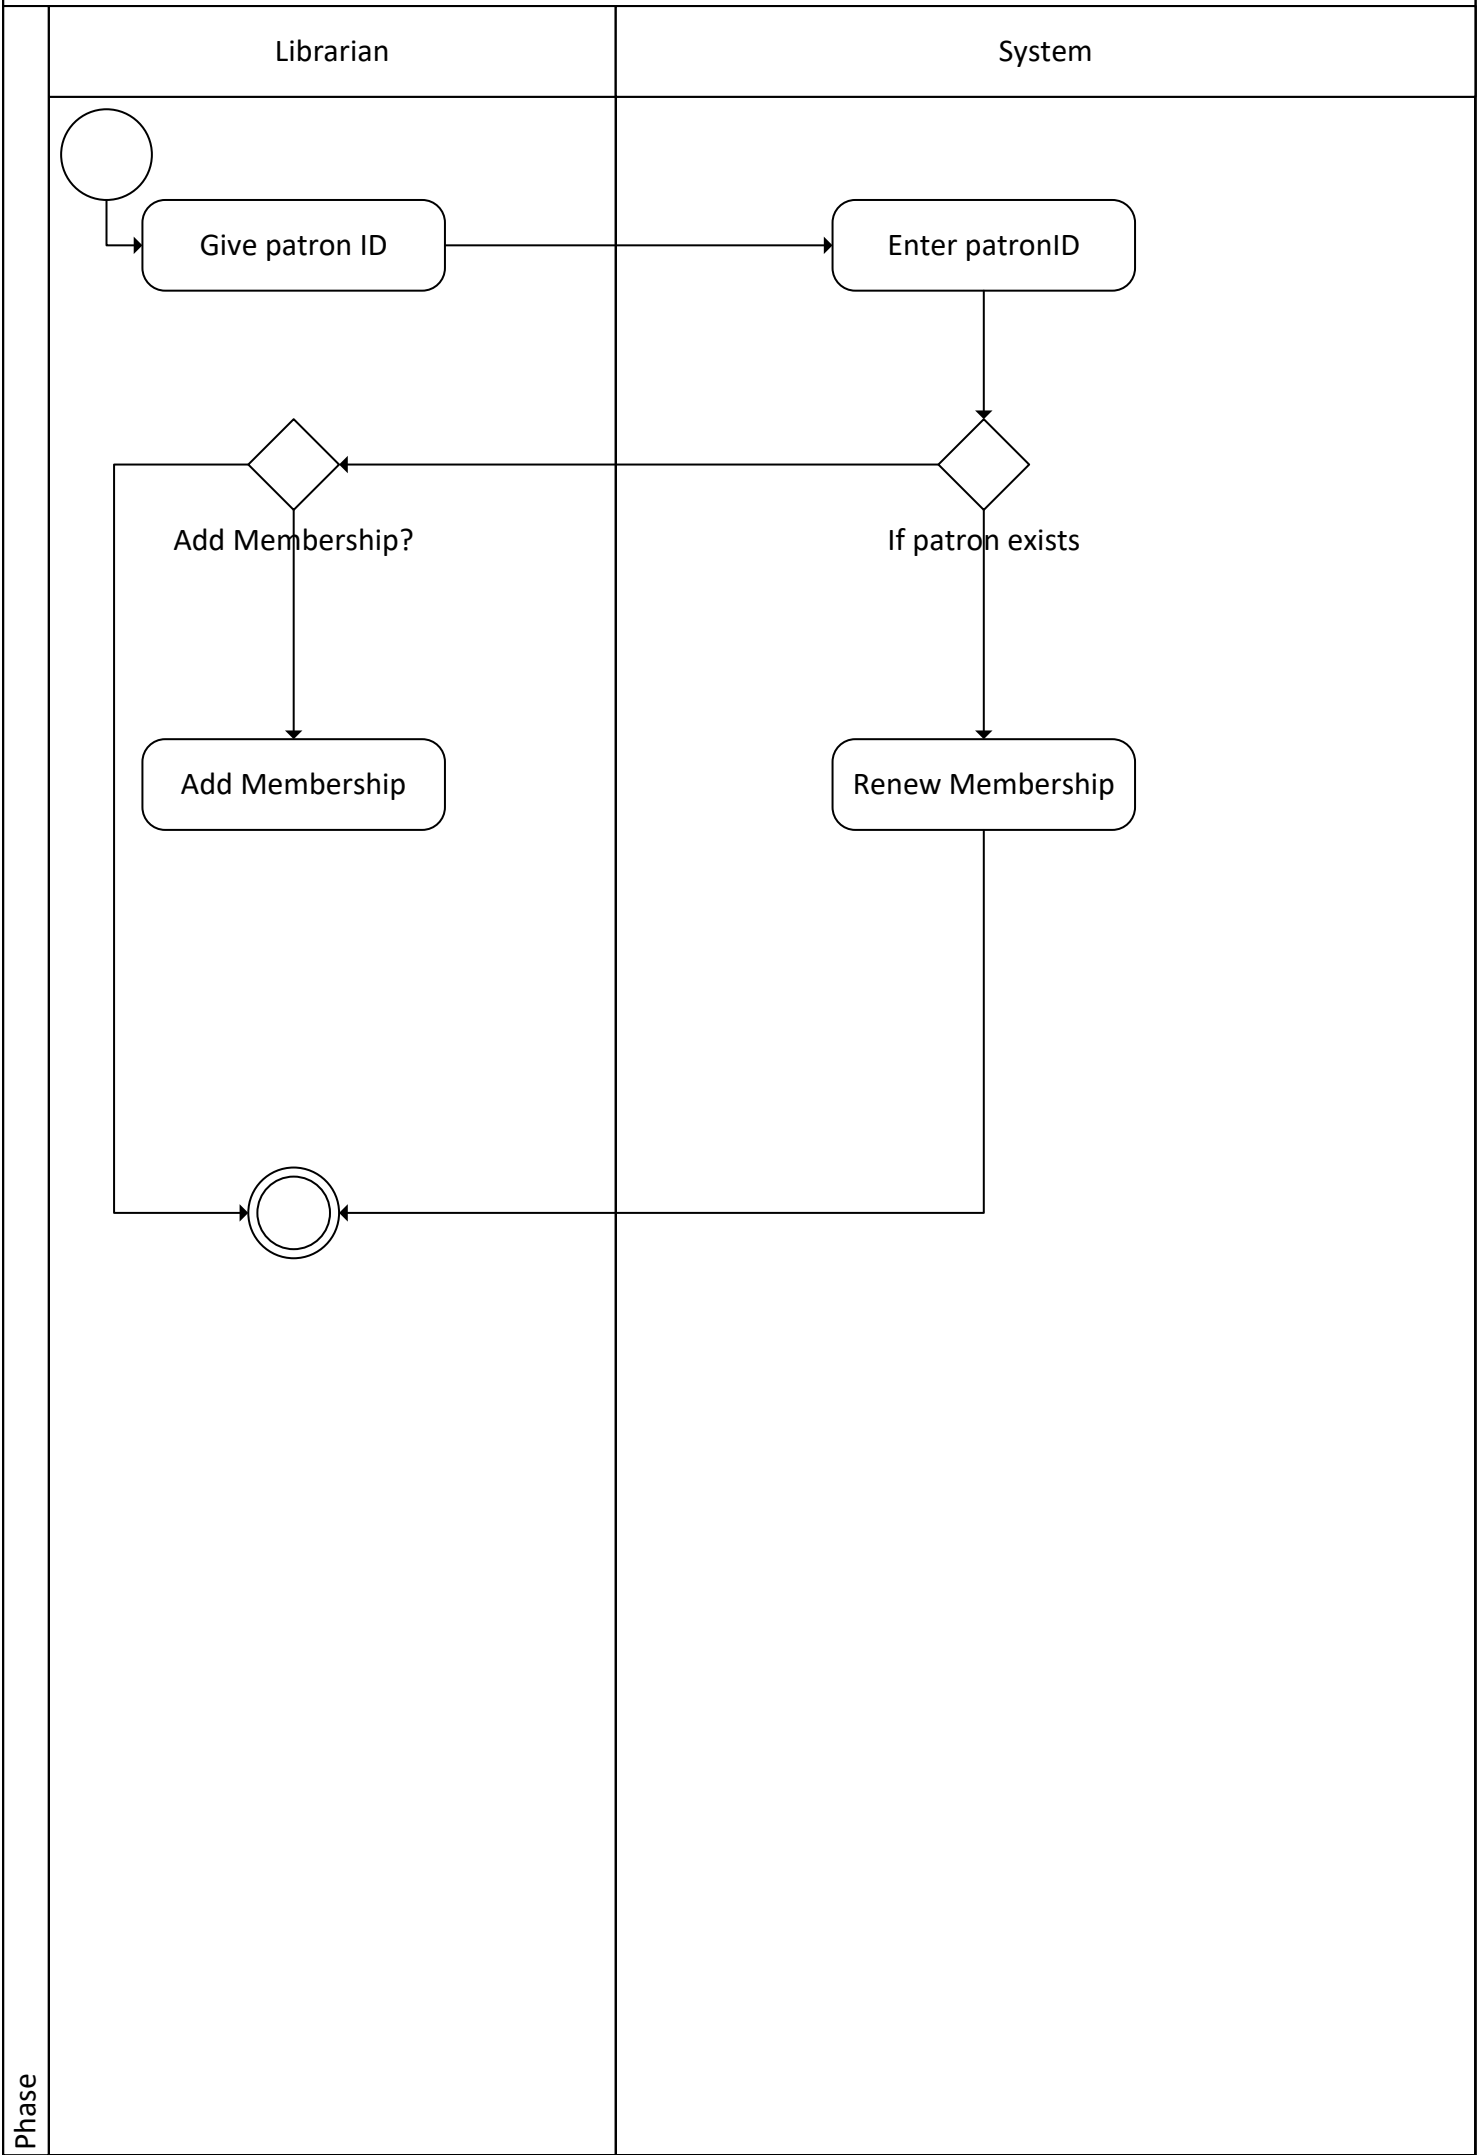 Librarian
System
Give patron ID
Enter patronID
Add Membership?
If patron exists
Add Membership
Renew Membership
Phase